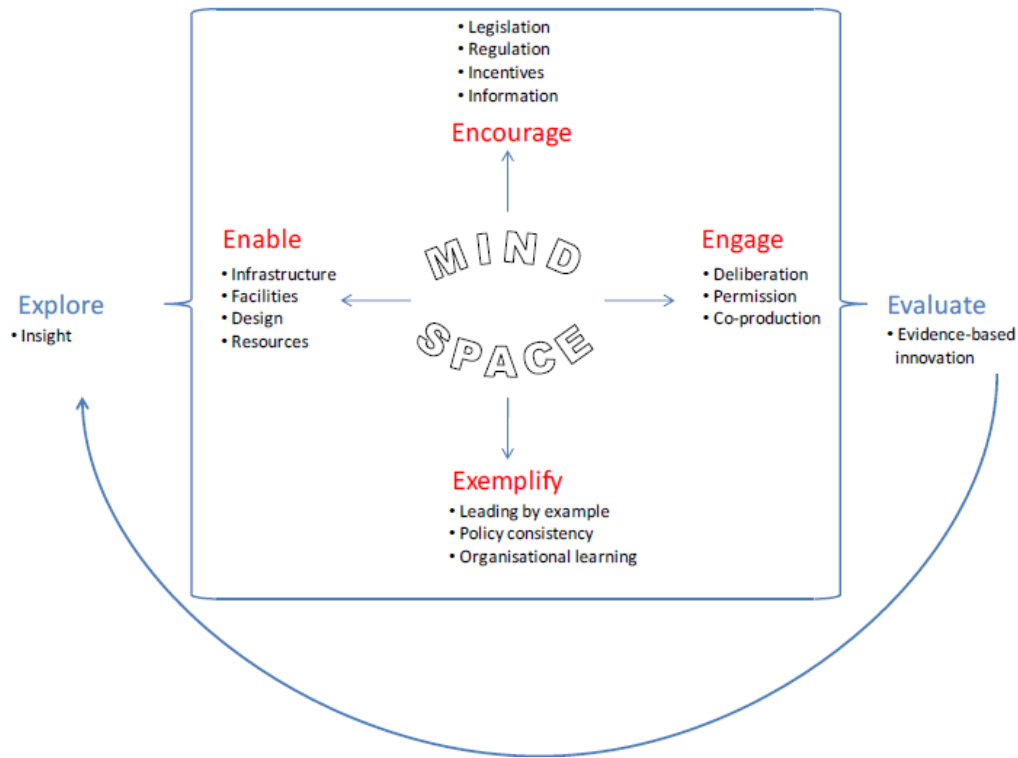 • Legislation
• Regulation
• Incentives
• Information
Encourage
Enable
• Infrastructure
• Facilities
• Design
• Resources
MIND
SPACE
Engage
• Deliberation
• Permission
• Co-production
Explore
• Insight
Evaluate
• Evidence-based
innovation
Exemplify
• Leading by example
• Policy consistency
• Organisational learning